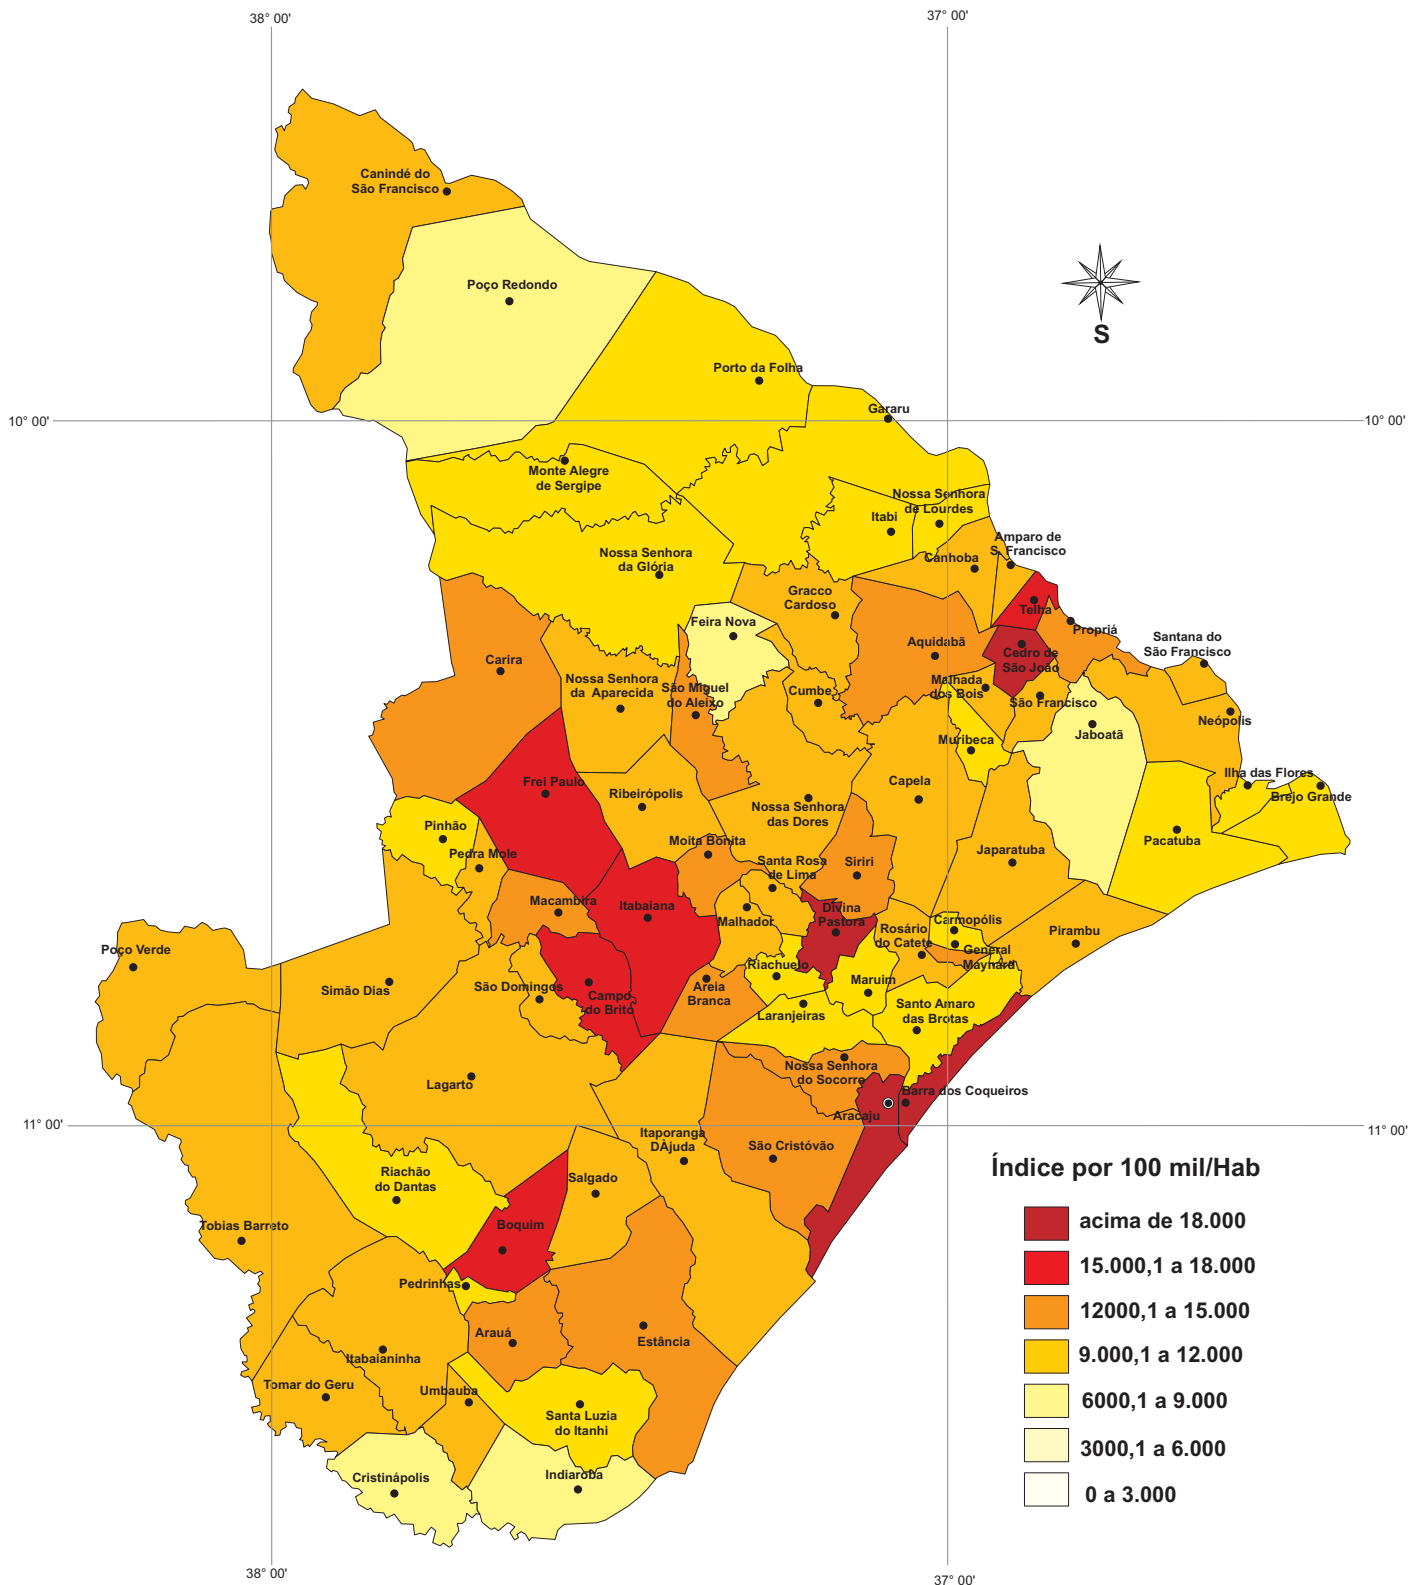 38° 00'
37° 00'
Canindé do
São Francisco
Poço Redondo
S
Porto da Folha
Gararu
10° 00'
10° 00'
Monte Alegre
de Sergipe
Nossa Senhora
de Lourdes
Itabi
Nossa Senhora
da Glória
Canhoba
Amparo de
S. Francisco
Gracco
Cardoso
Telha
Feira Nova
Propriá
Aquidabã
Cedro de
São João
Santana do
São Francisco
Carira
Nossa Senhora
da Aparecida
São Miguel
do Aleixo
Cumbe
Malhada
dos Bois
São Francisco
Neópolis
Jaboatã
Muribeca
Frei Paulo
Ribeirópolis
Nossa Senhora
das Dores
Capela
Ilha das Flores
Brejo Grande
Pinhão
Pedra Mole
Moita Bonita
Santa Rosa
de Lima
Siriri
Japaratuba
Pacatuba
Macambira
Itabaiana
Malhador
Divina
Pastora
Rosário
do Catete
Carmopólis
General
Maynard
Pirambu
Poço Verde
Simão Dias
São Domingos
Campo
do Brito
Areia
Branca
Riachuelo
Maruim
Laranjeiras
Santo Amaro
das Brotas
Lagarto
Nossa Senhora
do Socorro
Barra dos Coqueiros
Aracaju
11° 00'
11° 00'
Itaporanga
DÀjuda
São Cristóvão
Riachão
do Dantas
Salgado
Tobias Barreto
Boquim
Pedrinhas
Arauá
Estância
Itabaianinha
Tomar do Geru
Umbauba
Santa Luzia
do Itanhi
Cristinápolis
Indiaroba
Índice por 100 mil/Hab
acima de 18.000
15.000,1 a 18.000
12000,1 a 15.000
9.000,1 a 12.000
6000,1 a 9.000
3000,1 a 6.000
0 a 3.000
38° 00'
37° 00'